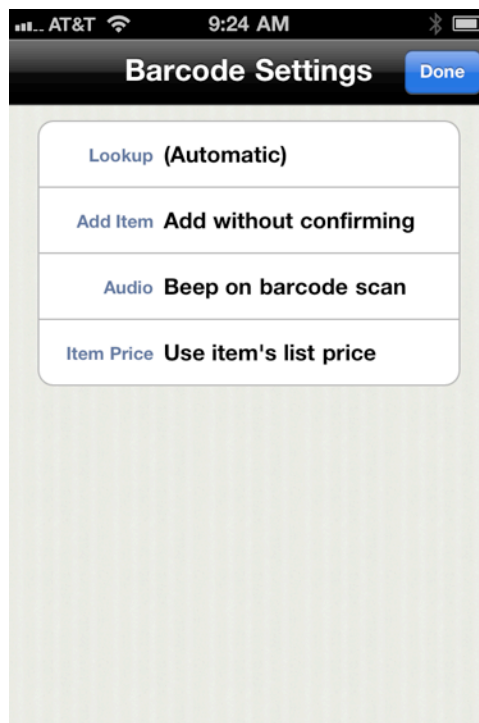 AT&T 9:24 AM
Barcode Settings Done
Lookup (Automatic)
Add Item Add without confirming
Audio Beep on barcode scan
Item Price Use item's list price